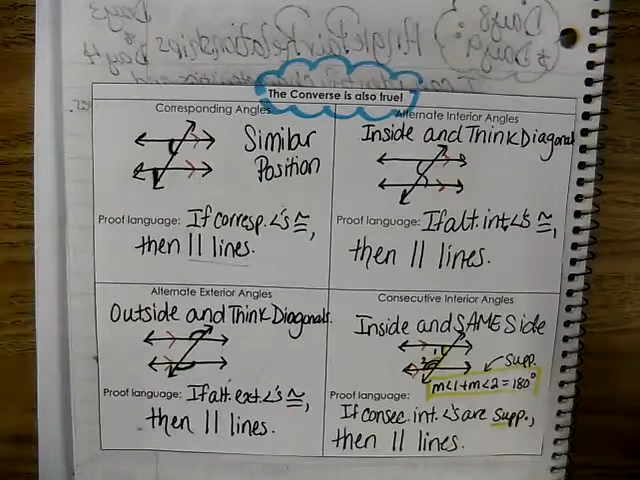 The Converse is also true!
Corresponding Angles
Similar
Position
Proof language: If corresp. ∠'s ≅,
then || lines.
Alternate Interior Angles
Inside and Think Diagonal
Proof language: If alt. int. ∠'s ≅,
then || lines.
Alternate Exterior Angles
Outside and Think Diagonals.
Proof language: If alt. ext. ∠'s ≅,
then || lines.
Consecutive Interior Angles
Inside and SAME Side
1
2
Supp.
m∠1+m∠2=180°
Proof language:
If consec. int. ∠'s are supp.,
then || lines.